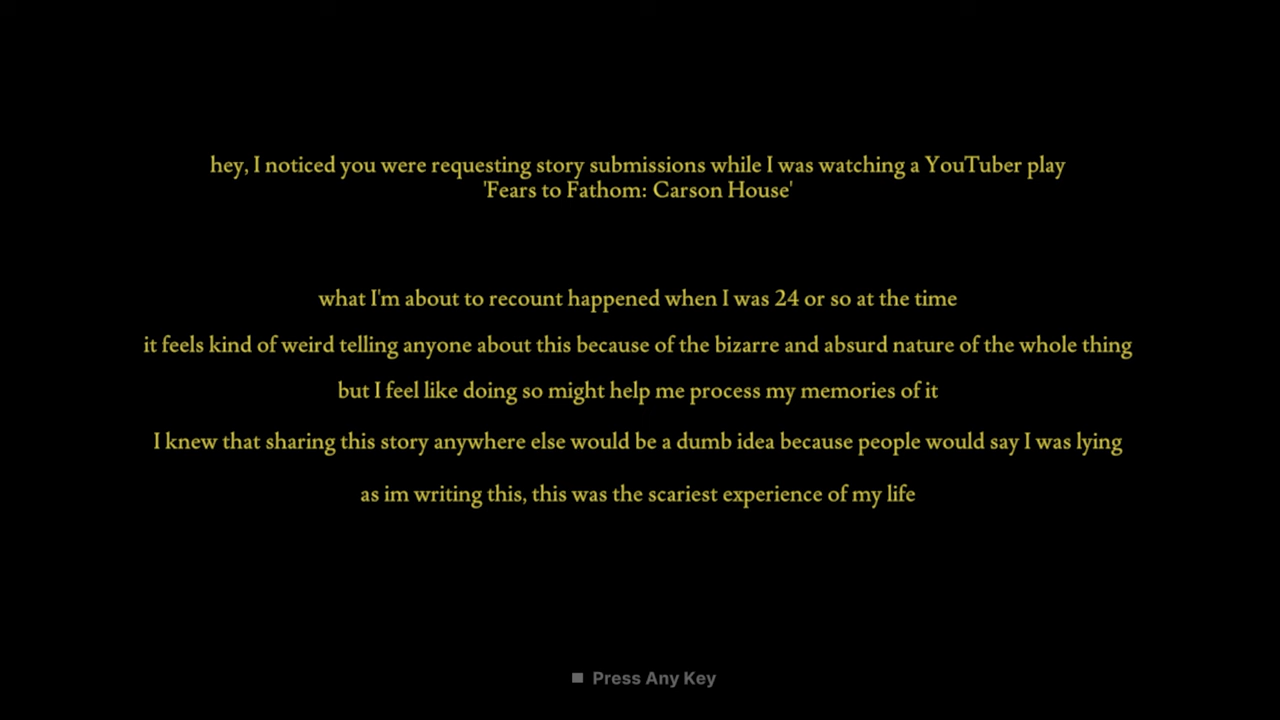 hey, I noticed you were requesting story submissions while I was watching a YouTuber play
'Fears to Fathom: Carson House'
what I'm about to recount happened when I was 24 or so at the time
it feels kind of weird telling anyone about this because of the bizarre and absurd nature of the whole thing
but I feel like doing so might help me process my memories of it
I knew that sharing this story anywhere else would be a dumb idea because people would say I was lying
as im writing this, this was the scariest experience of my life
Press Any Key